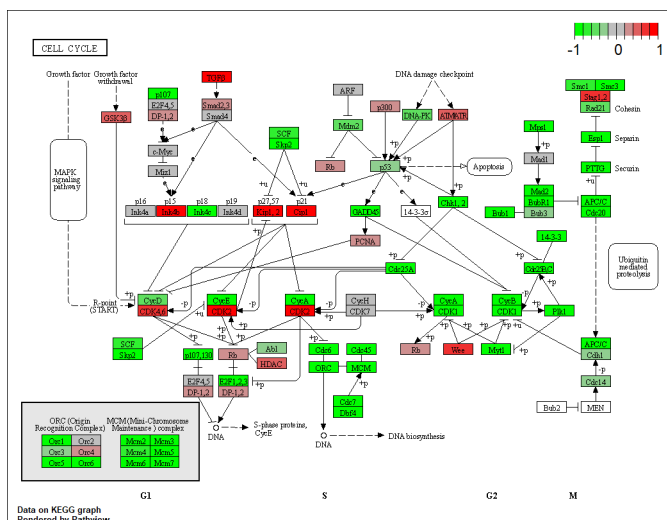 CELL CYCLE
-1 0 1
Growth factor
Growth factor
withdrawal
p107
E2F4,5
DP-1,2
TGFβ
Smad2,3
Smad4
ARF
p300
DNA damage checkpoint
Smc1 Smc3
Stag1,2
Rad21
Cohesin
GSK3β
SCF
Skp2
Mdm2
DNA-PK
ATM/ATR
Mps1
Esp1
Separin
c-Myc
Rb
p53
Apoptosis
Mad1
MAPK
signaling
pathway
Miz1
PTTG
Securin
p16 p15 p18 p19 p27,57 p21
Ink4a Ink4b Ink4c Ink4d Kip1,2 Cip1
GADD45
14-3-3σ
Chk1, 2
Mad2
Bub1
BubR1
Bub3
APC/C
Cdc20
PCNA
14-3-3
Cdc25A
Cdc25B/C
Ubiquitin
mediated
proteolysis
R-point
(START)
CycD
CDK4,6
CycE
CDK2
CycA
CDK2
CycH
CDK7
CycA
CDK1
CycB
CDK1
Plk1
SCF
Skp2
p107,130
Rb
Abl
HDAC
Cdc6
Cdc45
ORC
MCM
Rb
Wee
Myt1
APC/C
Cdh1
E2F4,5
DP-1,2
E2F1,2,3
DP-1,2
Cdc7
Dbf4
Cdc14
Bub2
MEN
DNA
S-phase proteins,
CycE
DNA
DNA biosynthesis
ORC (Origin
Recognition Complex)
MCM (Mini-Chromosome
Maintenance ) complex
Orc1 Orc2 Mcm2 Mcm3
Orc3 Orc4 Mcm4 Mcm5
Orc5 Orc6 Mcm6 Mcm7
G1 S G2 M
Data on KEGG graph
Rendered by Pathview